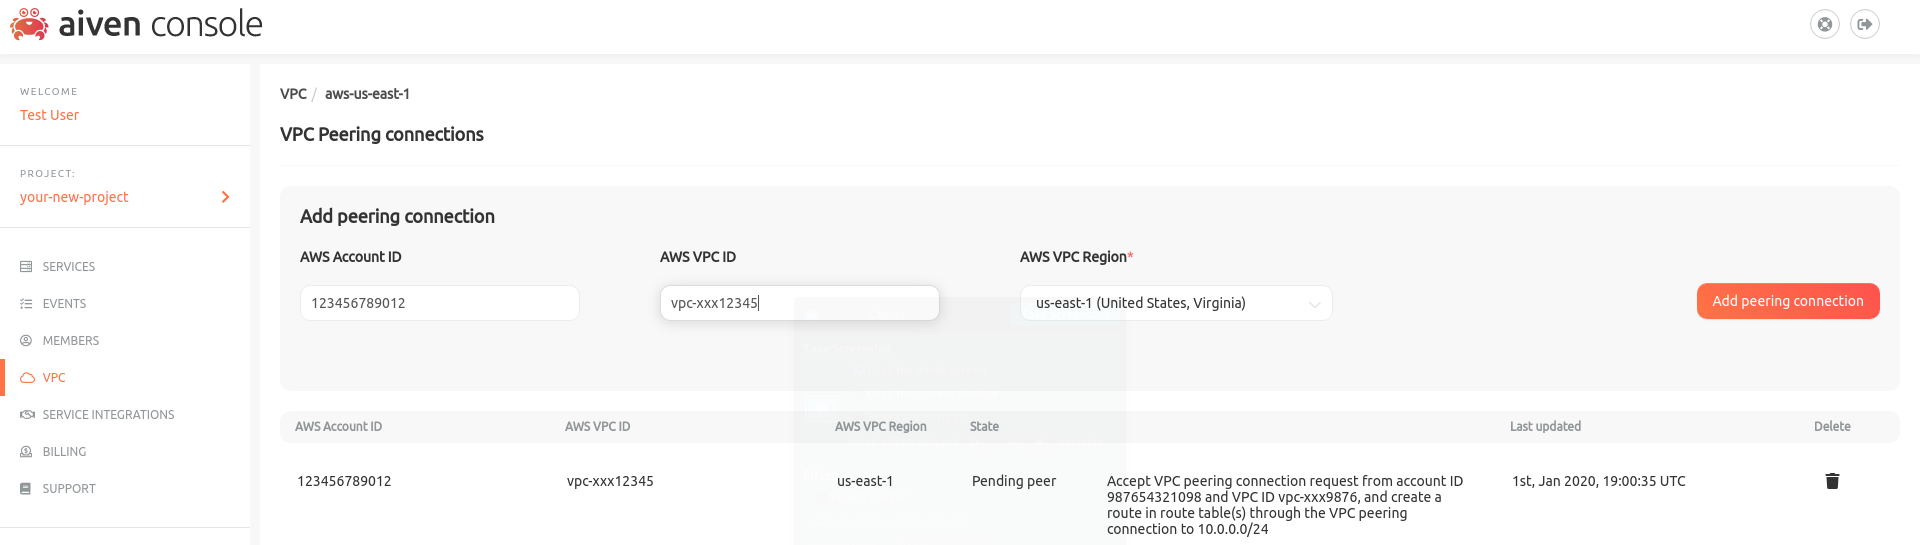 aiven console
WELCOME
Test User
PROJECT:
your-new-project
SERVICES
EVENTS
MEMBERS
VPC
SERVICE INTEGRATIONS
BILLING
SUPPORT
VPC / aws-us-east-1
VPC Peering connections
Add peering connection
AWS Account ID AWS VPC ID AWS VPC Region*
123456789012 vpc-xxx12345 us-east-1 (United States, Virginia) Add peering connection
AWS Account ID AWS VPC ID AWS VPC Region State Last updated Delete
123456789012 vpc-xxx12345 us-east-1 Pending peer Accept VPC peering connection request from account ID 1st, Jan 2020, 19:00:35 UTC
987654321098 and VPC ID vpc-xxx9876, and create a
route in route table(s) through the VPC peering
connection to 10.0.0.0/24